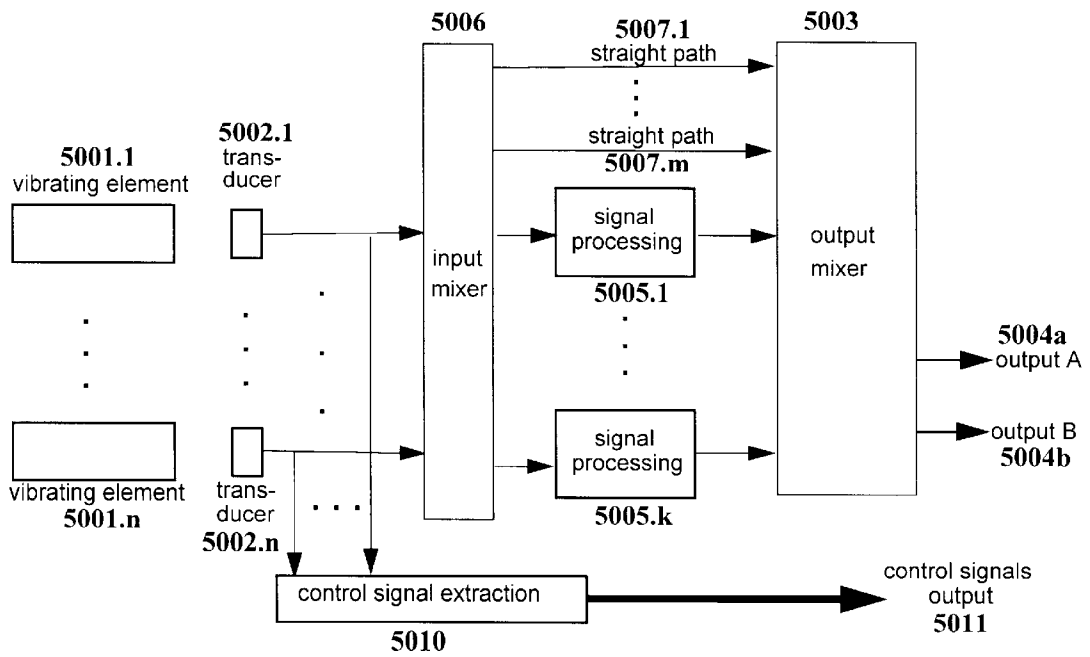 5006
5007.1
straight path
5003
straight path
5007.m
5002.1
trans-
ducer
5001.1
vibrating element
signal
processing
5005.1
input
mixer
output
mixer
5004a
output A
output B
5004b
signal
processing
5005.k
vibrating element
5001.n
trans-
ducer
5002.n
control signal extraction
5010
control signals
output
5011